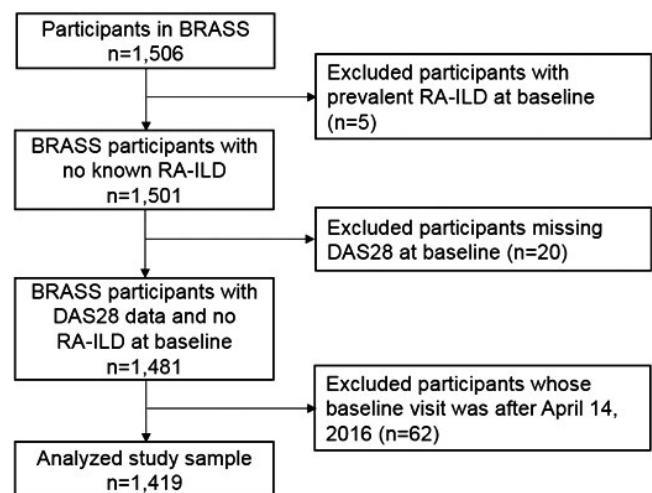 Participants in BRASS
n=1,506
Excluded participants with
prevalent RA-ILD at baseline
(n=5)
BRASS participants with
no known RA-ILD
n=1,501
Excluded participants missing
DAS28 at baseline (n=20)
BRASS participants with
DAS28 data and no
RA-ILD at baseline
n=1,481
Excluded participants whose
baseline visit was after April 14,
2016 (n=62)
Analyzed study sample
n=1,419